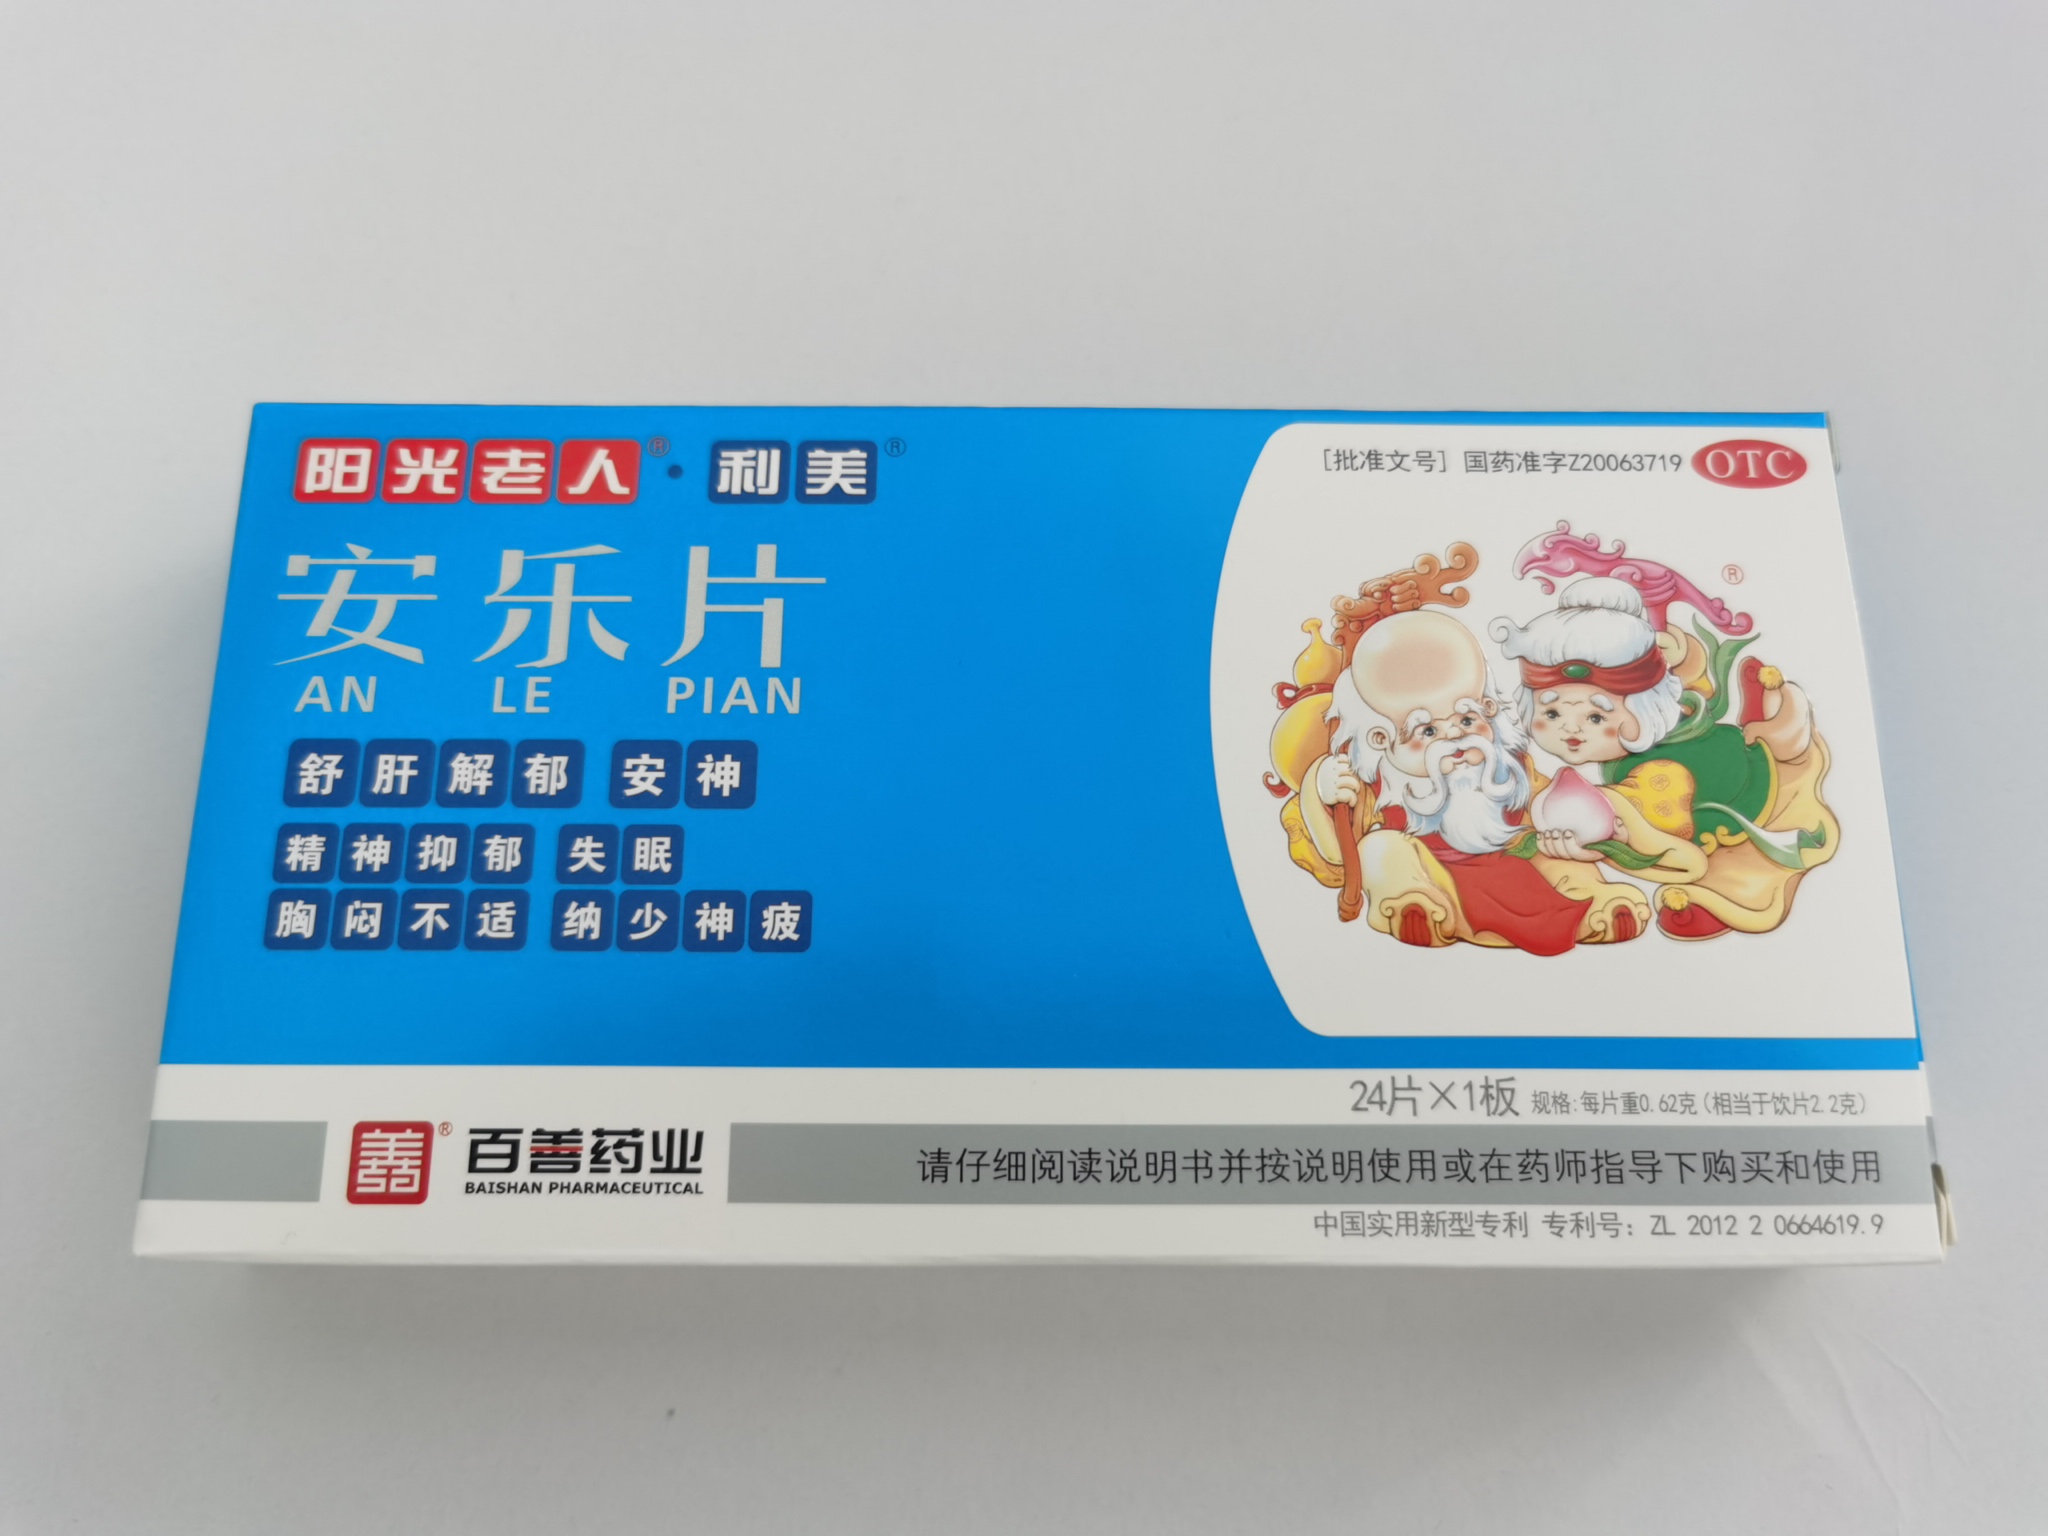 阳光老人®·利美®
[批准文号] 国药准字Z20063719 OTC
安乐片
AN LE PIAN
®
舒肝解郁 安神
精神抑郁 失眠
胸闷不适 纳少神疲
24片×1板 规格:每片重0.62克(相当于饮片2.2克)
® 百善药业
BAISHAN PHARMACEUTICAL
请仔细阅读说明书并按说明使用或在药师指导下购买和使用
中国实用新型专利 专利号: ZL 2012 2 0664619.9